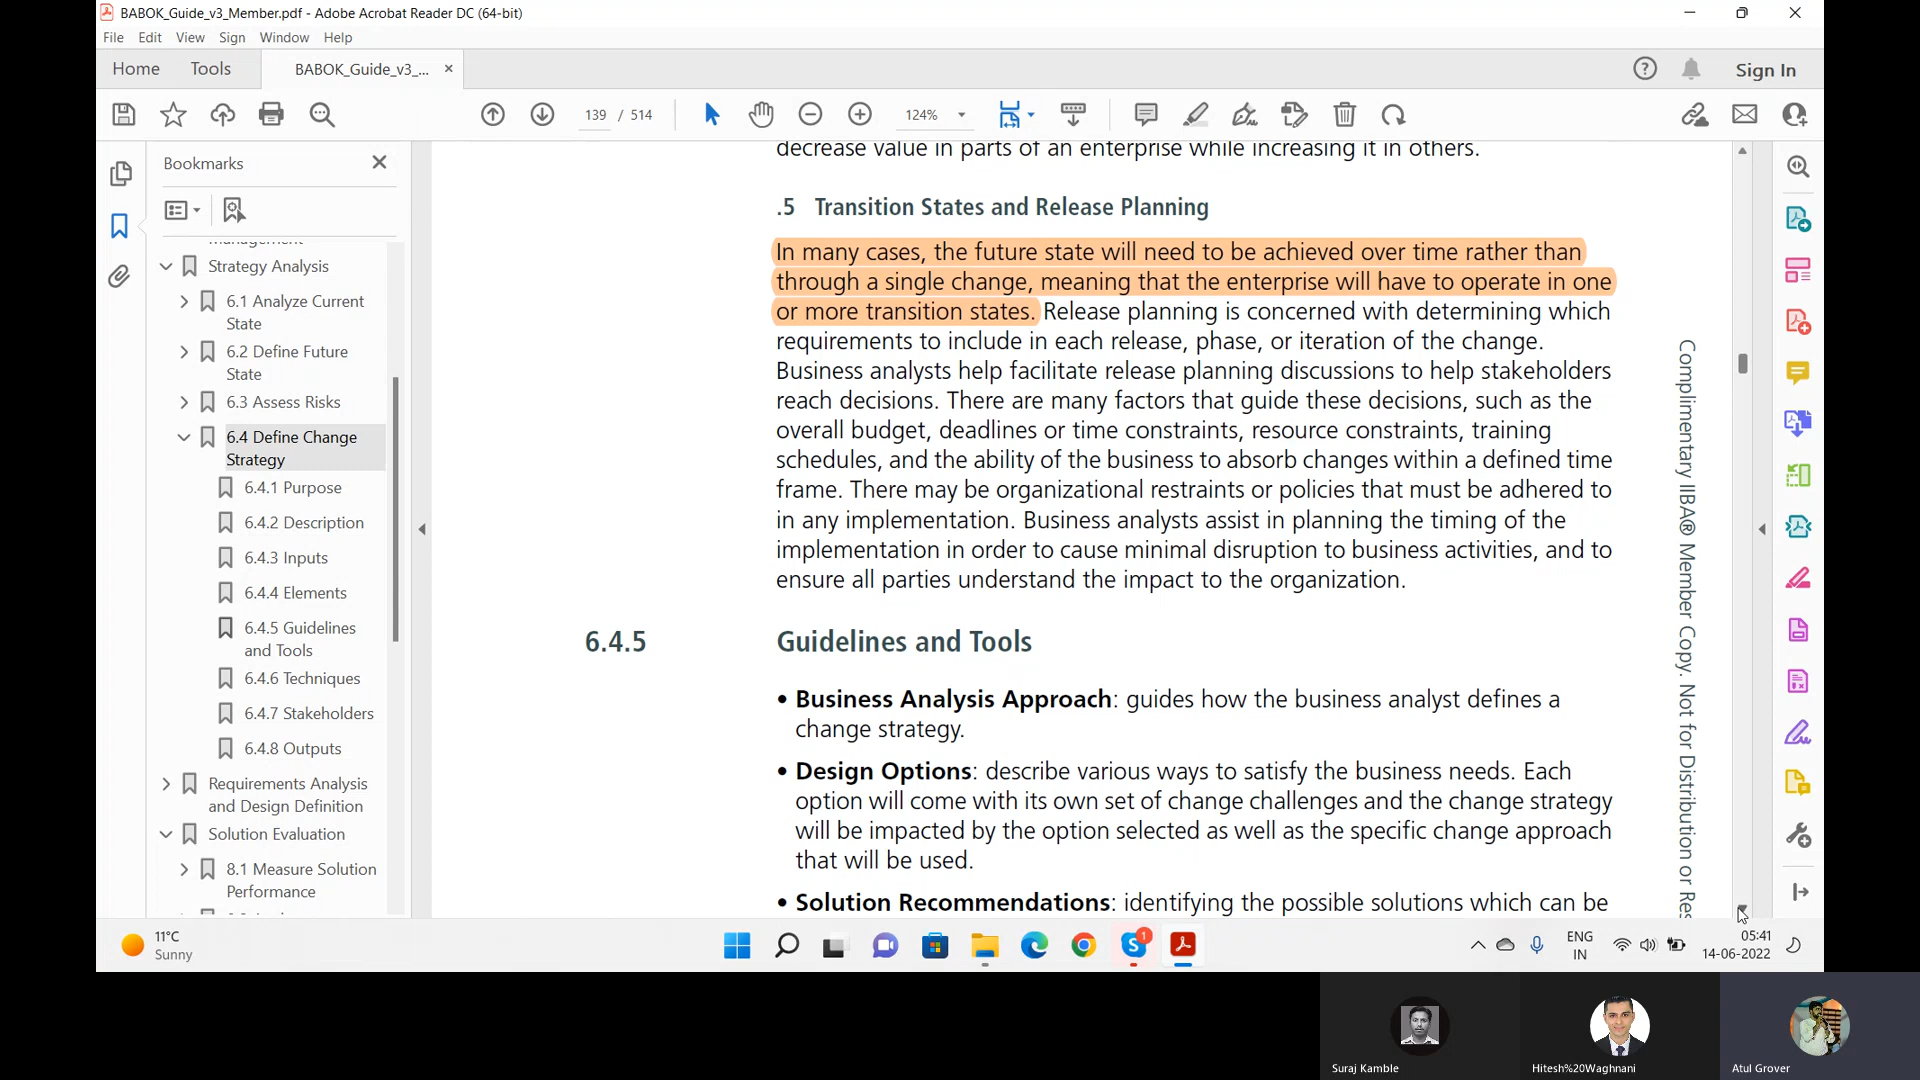 BABOK_Guide_v3_Member.pdf - Adobe Acrobat Reader DC (64-bit)
File Edit View Sign Window Help
Home Tools BABOK_Guide_v3_... × Sign In
139 / 514 124%
Bookmarks
Strategy Analysis
6.1 Analyze Current
State
6.2 Define Future
State
6.3 Assess Risks
6.4 Define Change
Strategy
6.4.1 Purpose
6.4.2 Description
6.4.3 Inputs
6.4.4 Elements
6.4.5 Guidelines
and Tools
6.4.6 Techniques
6.4.7 Stakeholders
6.4.8 Outputs
Requirements Analysis
and Design Definition
Solution Evaluation
8.1 Measure Solution
Performance
decrease value in parts of an enterprise while increasing it in others.
.5 Transition States and Release Planning
In many cases, the future state will need to be achieved over time rather than
through a single change, meaning that the enterprise will have to operate in one
or more transition states. Release planning is concerned with determining which
requirements to include in each release, phase, or iteration of the change.
Business analysts help facilitate release planning discussions to help stakeholders
reach decisions. There are many factors that guide these decisions, such as the
overall budget, deadlines or time constraints, resource constraints, training
schedules, and the ability of the business to absorb changes within a defined time
frame. There may be organizational restraints or policies that must be adhered to
in any implementation. Business analysts assist in planning the timing of the
implementation in order to cause minimal disruption to business activities, and to
ensure all parties understand the impact to the organization.
6.4.5 Guidelines and Tools
• Business Analysis Approach: guides how the business analyst defines a
change strategy.
• Design Options: describe various ways to satisfy the business needs. Each
option will come with its own set of change challenges and the change strategy
will be impacted by the option selected as well as the specific change approach
that will be used.
• Solution Recommendations: identifying the possible solutions which can be
Complimentary IIBA® Member Copy. Not for Distribution or Res
11°C
Sunny
1
ENG
IN
05:41
14-06-2022
Suraj Kamble
Hitesh%20Waghnani
Atul Grover